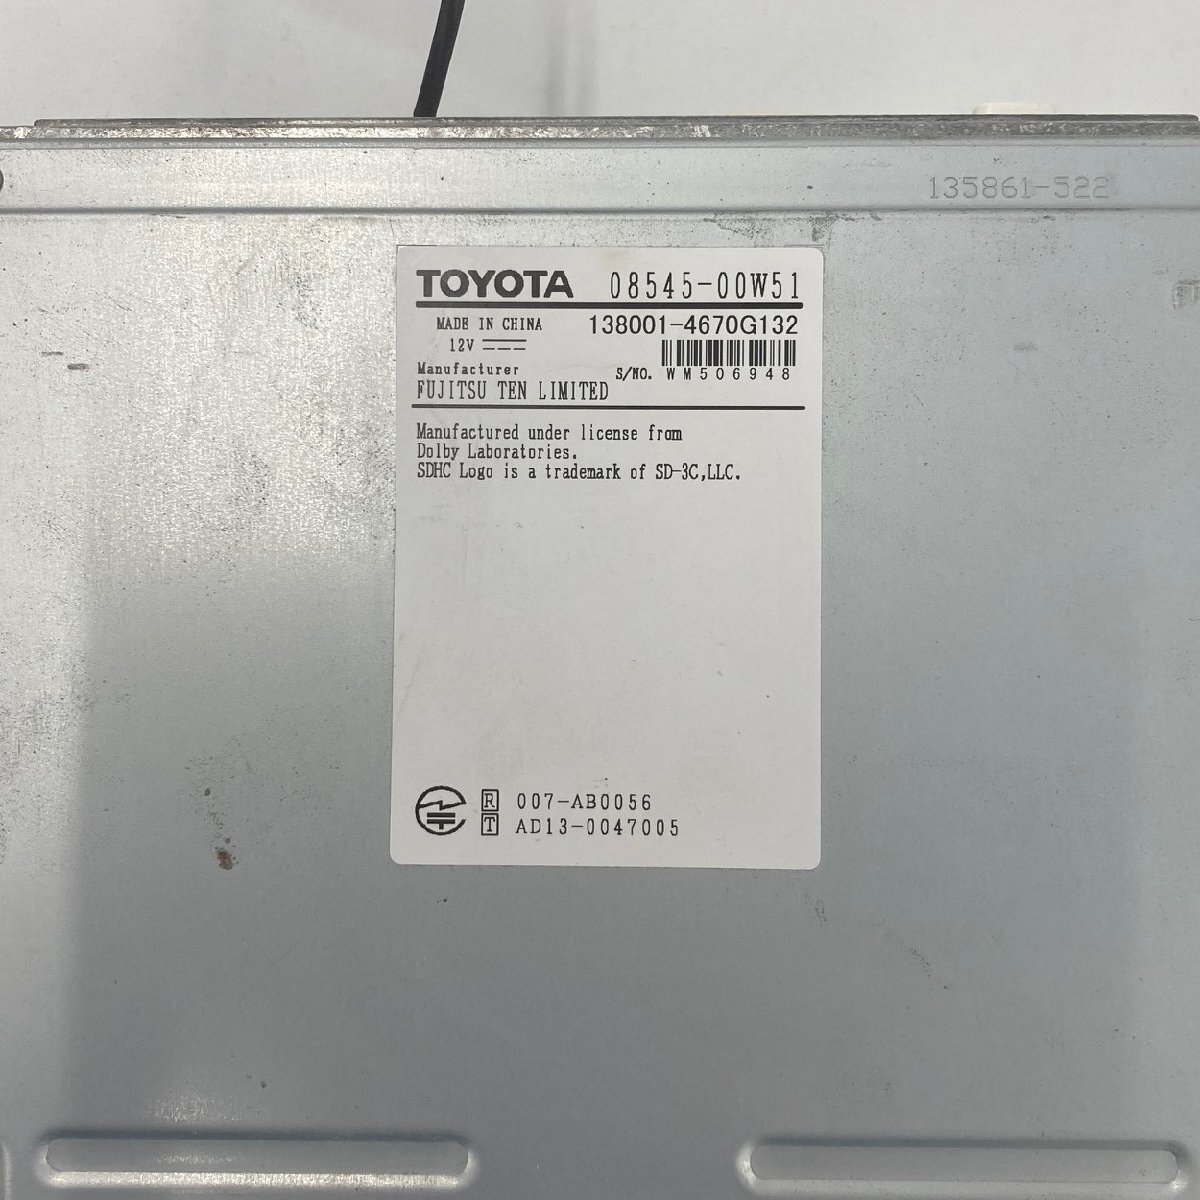 135861-522
TOYOTA 08545-00W51
MADE IN CHINA 138001-4670G132
12V
Manufacturer S/NO. WM506948
FUJITSU TEN LIMITED
Manufactured under license from
Dolby Laboratories.
SDHC Logo is a trademark of SD-3C,LLC.
R 007-AB0056
T AD13-0047005